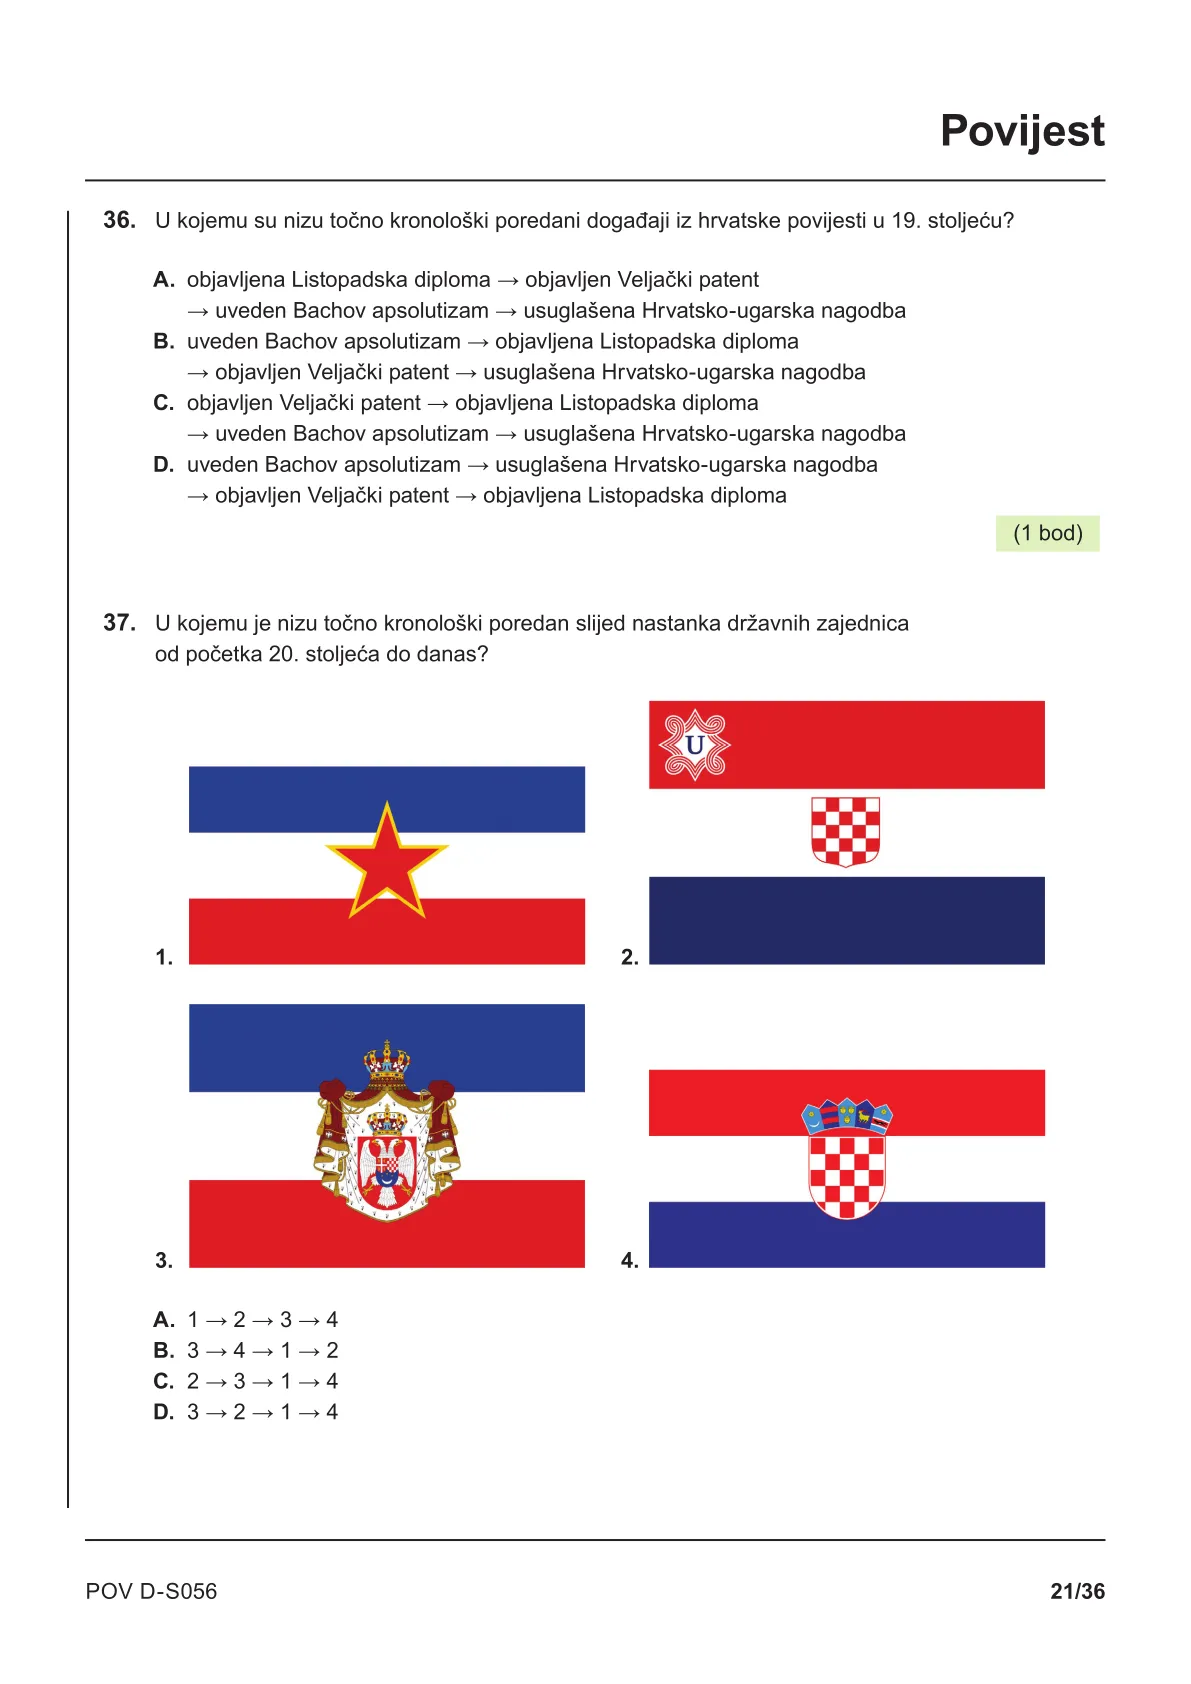 Povijest
36. U kojemu su nizu točno kronološki poredani događaji iz hrvatske povijesti u 19. stoljeću?
A. objavljena Listopadska diploma → objavljen Veljački patent
→ uveden Bachov apsolutizam → usuglašena Hrvatsko-ugarska nagodba
B. uveden Bachov apsolutizam → objavljena Listopadska diploma
→ objavljen Veljački patent → usuglašena Hrvatsko-ugarska nagodba
C. objavljen Veljački patent → objavljena Listopadska diploma
→ uveden Bachov apsolutizam → usuglašena Hrvatsko-ugarska nagodba
D. uveden Bachov apsolutizam → usuglašena Hrvatsko-ugarska nagodba
→ objavljen Veljački patent → objavljena Listopadska diploma
(1 bod)
37. U kojemu je nizu točno kronološki poredan slijed nastanka državnih zajednica
od početka 20. stoljeća do danas?
U
1.
2.
3.
4.
A. 1 → 2 → 3 → 4
B. 3 → 4 → 1 → 2
C. 2 → 3 → 1 → 4
D. 3 → 2 → 1 → 4
POV D-S056
21/36